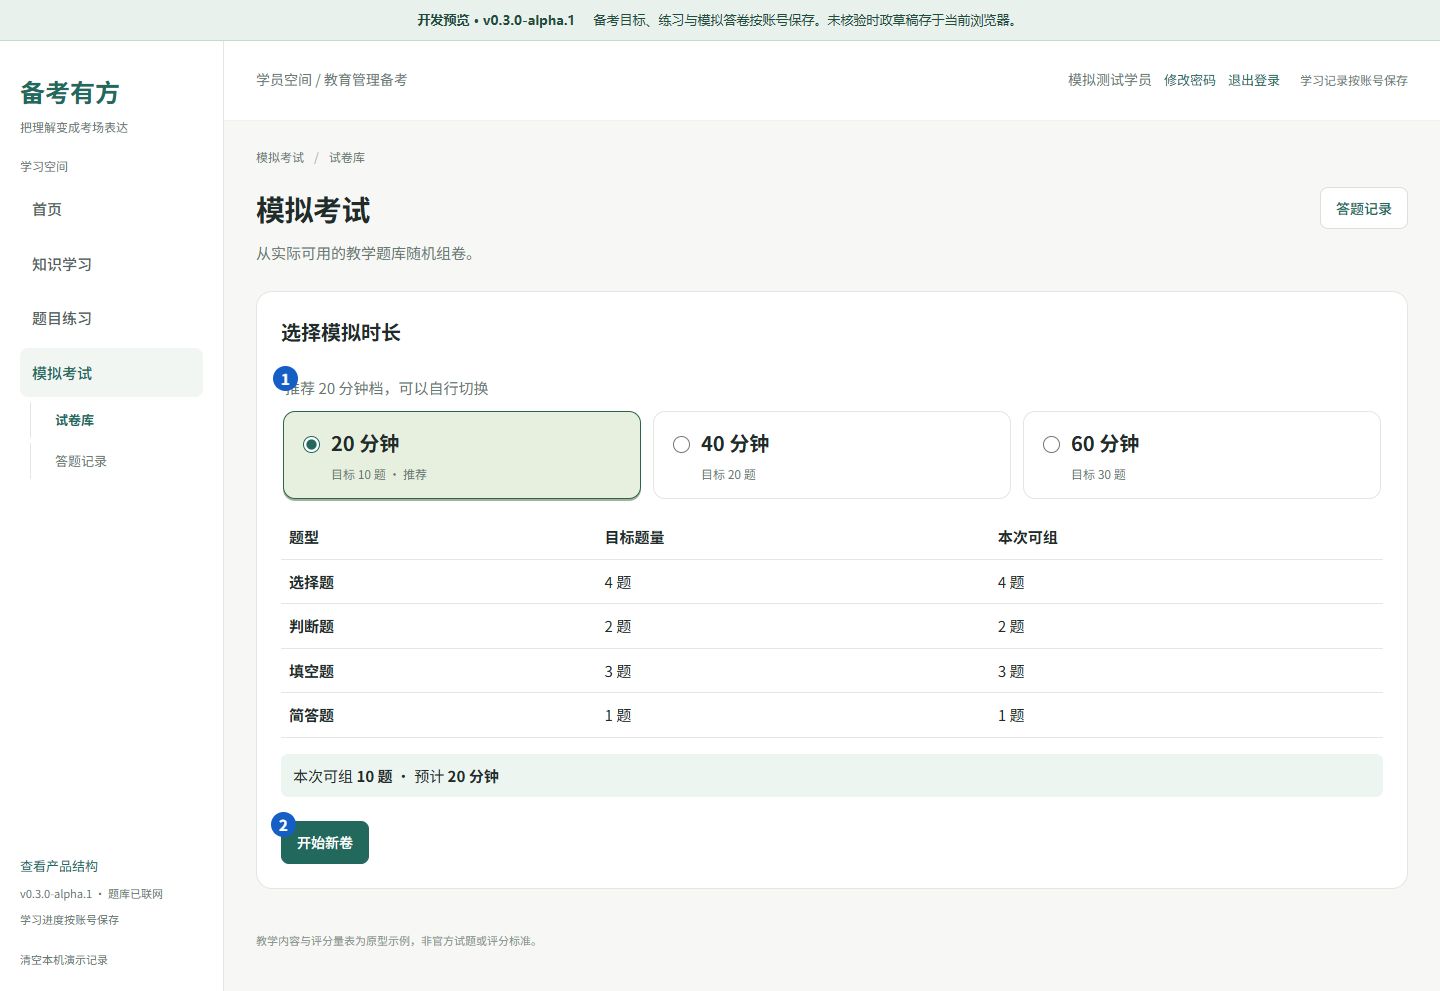 开发预览 • v0.3.0-alpha.1 备考目标、练习与模拟答卷按账号保存。未核验时政草稿存于当前浏览器。
备考有方
把理解变成考场表达
学习空间
首页
知识学习
题目练习
模拟考试
试卷库
答题记录
查看产品结构
v0.3.0-alpha.1 · 题库已联网
学习进度按账号保存
清空本机演示记录
学员空间 / 教育管理备考
模拟测试学员 修改密码 退出登录 学习记录按账号保存
模拟考试 / 试卷库
模拟考试
答题记录
从实际可用的教学题库随机组卷。
选择模拟时长
1
推荐 20 分钟档，可以自行切换
20 分钟
目标 10 题 · 推荐
40 分钟
目标 20 题
60 分钟
目标 30 题
题型 目标题量 本次可组
选择题 4 题 4 题
判断题 2 题 2 题
填空题 3 题 3 题
简答题 1 题 1 题
本次可组 10 题 · 预计 20 分钟
2
开始新卷
教学内容与评分量表为原型示例，非官方试题或评分标准。